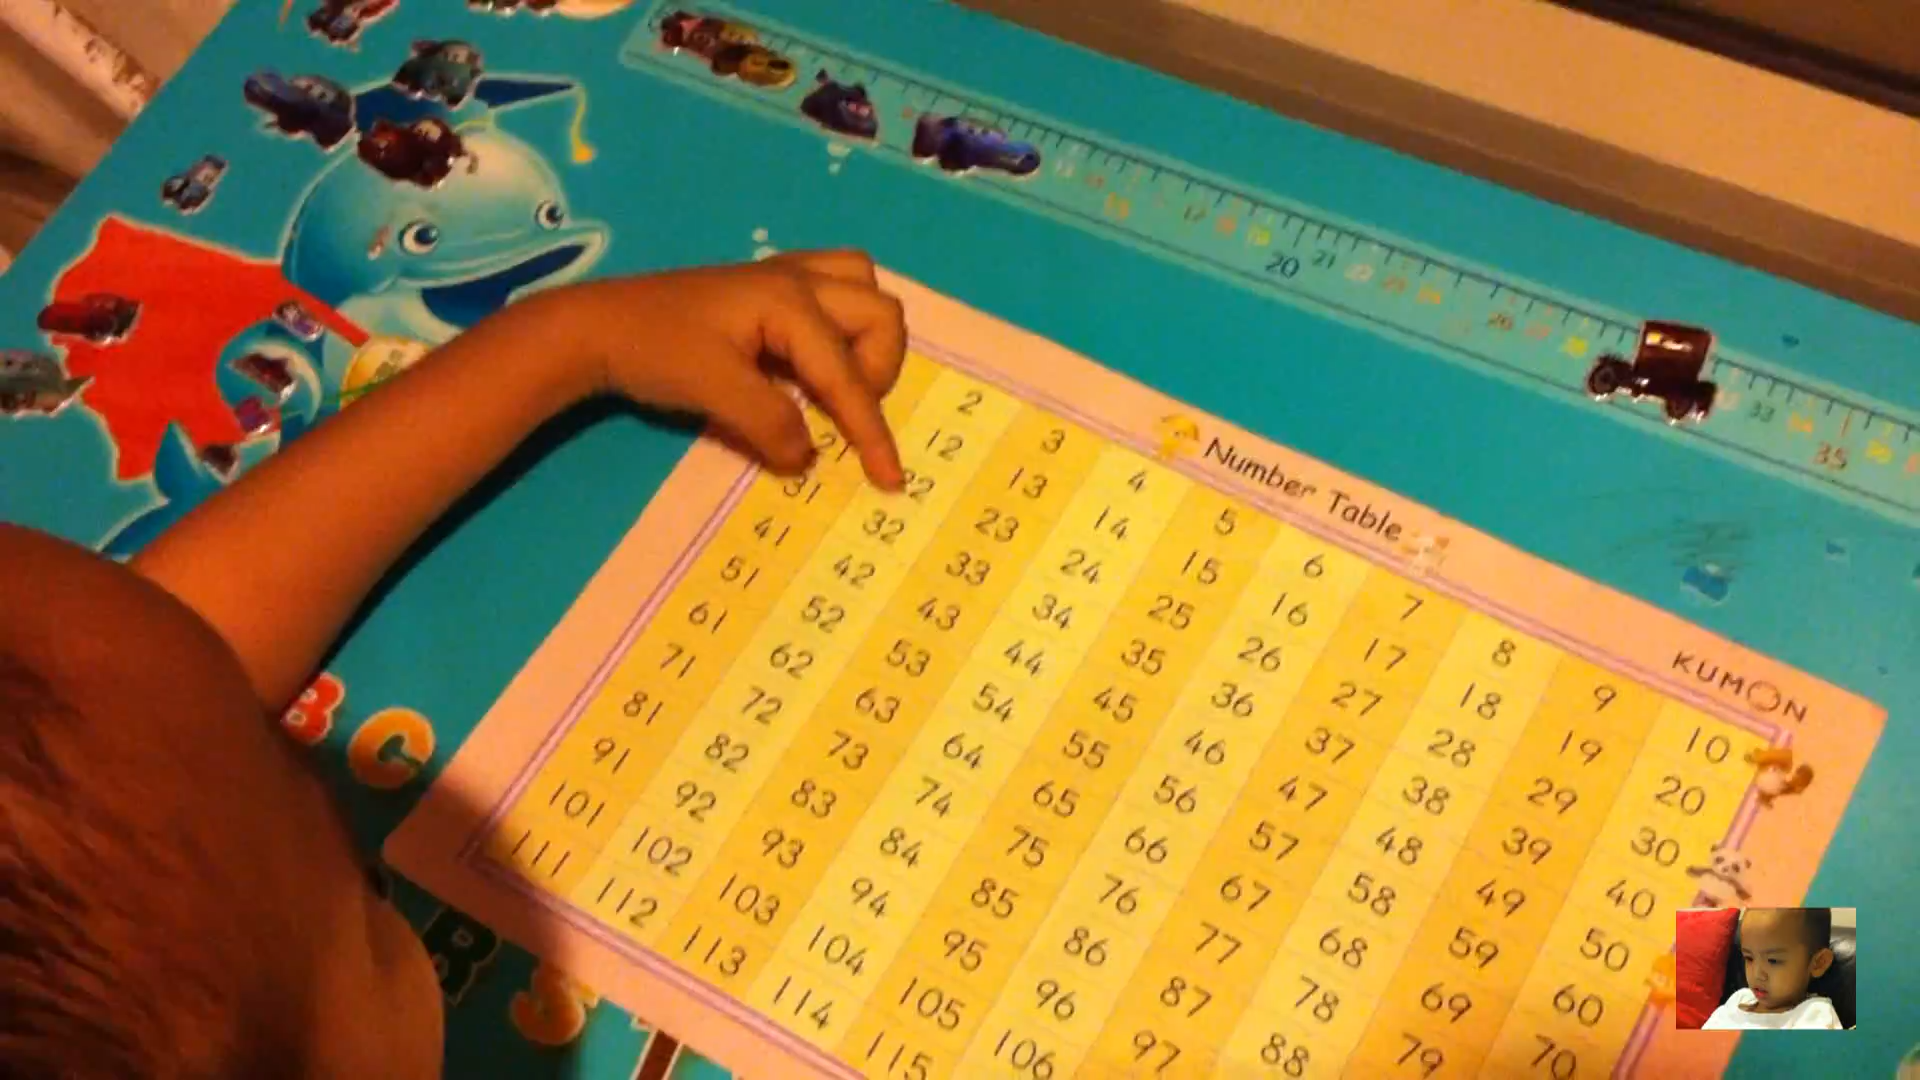 20 21
33
35
Number Table
KUMON
2 3 4 5 6 7 8 9 10
12 13 14 15 16 17 18 19 20
21 22 23 24 25 26 27 28 29 30
31 32 33 34 35 36 37 38 39 40
41 42 43 44 45 46 47 48 49 50
51 52 53 54 55 56 57 58 59 60
61 62 63 64 65 66 67 68 69 70
71 72 73 74 75 76 77 78 79
81 82 83 84 85 86 87 88
91 92 93 94 95 96 97
101 102 103 104 105 106
111 112 113 114 115
B C
R S